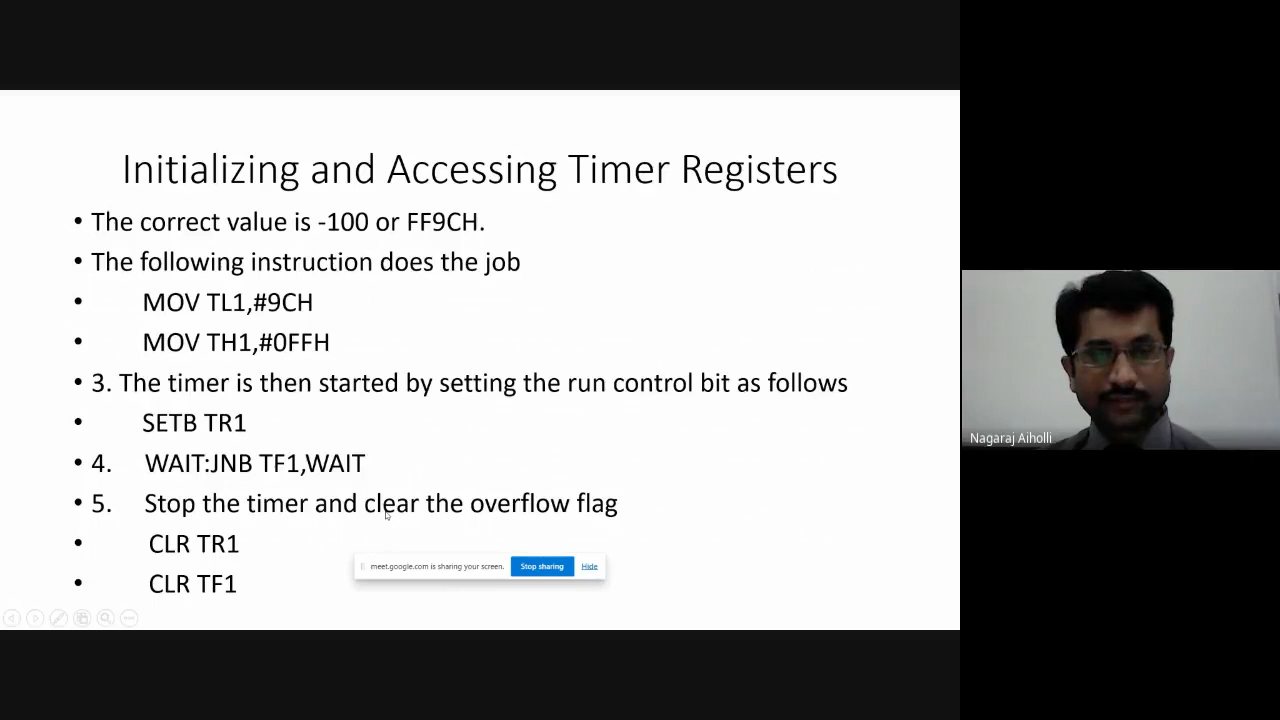 Initializing and Accessing Timer Registers
• The correct value is -100 or FF9CH.
• The following instruction does the job
• MOV TL1,#9CH
• MOV TH1,#0FFH
• 3. The timer is then started by setting the run control bit as follows
• SETB TR1
• 4. WAIT:JNB TF1,WAIT
• 5. Stop the timer and clear the overflow flag
• CLR TR1
• CLR TF1
meet.google.com is sharing your screen. Stop sharing Hide
Nagaraj Aiholli